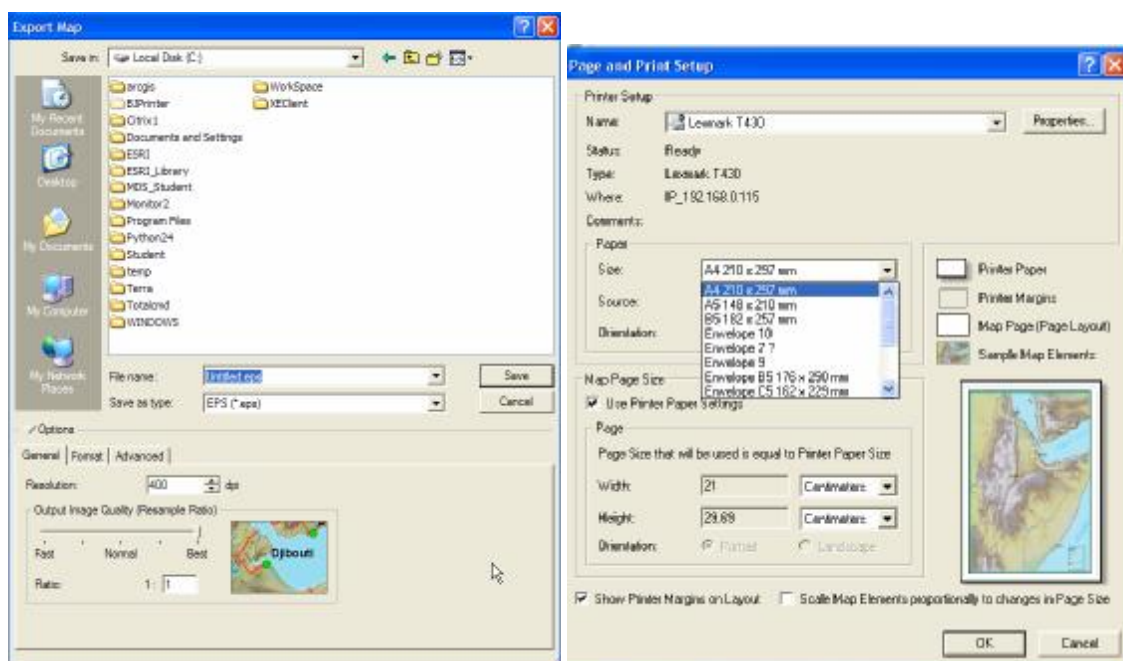 Export Map
Save in: Local Disk (C:)
My Recent Documents
Desktop
My Documents
My Computer
My Network Places
arcgis
BJPrinter
Citrix1
Documents and Settings
ESRI
ESRI_Library
MDS_Student
Monitor2
Program Files
Python24
Student
temp
Terra
Totalcmd
WINDOWS
WorkSpace
XEClient
File name: Untitled.eps Save
Save as type: EPS (*.eps) Cancel
Options
General Format Advanced
Resolution: 400 dpi
Output Image Quality (Resample Ratio)
Fast Normal Best
Djibouti
Ratio: 1: 1
Page and Print Setup
Printer Setup
Name: Lexmark T430 Properties...
Status: Ready
Type: Lexmark T430
Where: IP_192.168.0.115
Comments:
Paper
Size: A4 210 x 297 mm
A4 210 x 297 mm
A5 148 x 210 mm
B5 182 x 257 mm
Envelope 10
Envelope 7 ?
Envelope 9
Envelope B5 176 x 290 mm
Envelope C5 162 x 229 mm
Source:
Orientation:
Printer Paper
Printer Margins
Map Page (Page Layout)
Sample Map Elements
Map Page Size
Use Printer Paper Settings
Page
Page Size that will be used is equal to Printer Paper Size
Width: 21 Centimeters
Height: 29.69 Centimeters
Orientation: Portrait Landscape
Show Printer Margins on Layout Scale Map Elements proportionally to changes in Page Size
OK Cancel